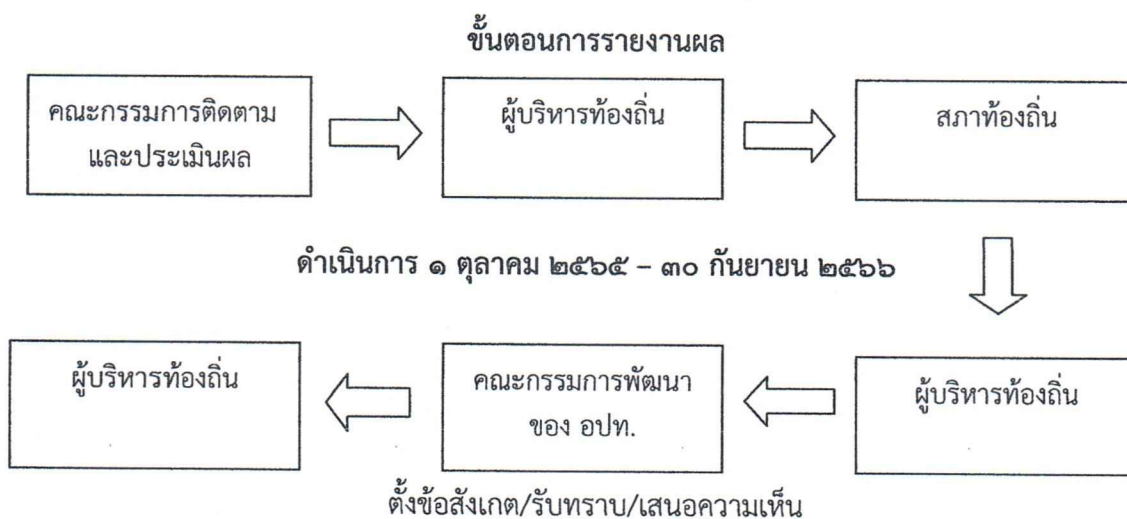 ขั้นตอนการรายงานผล
คณะกรรมการติดตาม
และประเมินผล
ผู้บริหารท้องถิ่น
สภาท้องถิ่น
ดำเนินการ ๑ ตุลาคม ๒๕๖๕ – ๓๐ กันยายน ๒๕๖๖
ผู้บริหารท้องถิ่น
คณะกรรมการพัฒนา
ของ อปท.
ผู้บริหารท้องถิ่น
ตั้งข้อสังเกต/รับทราบ/เสนอความเห็น